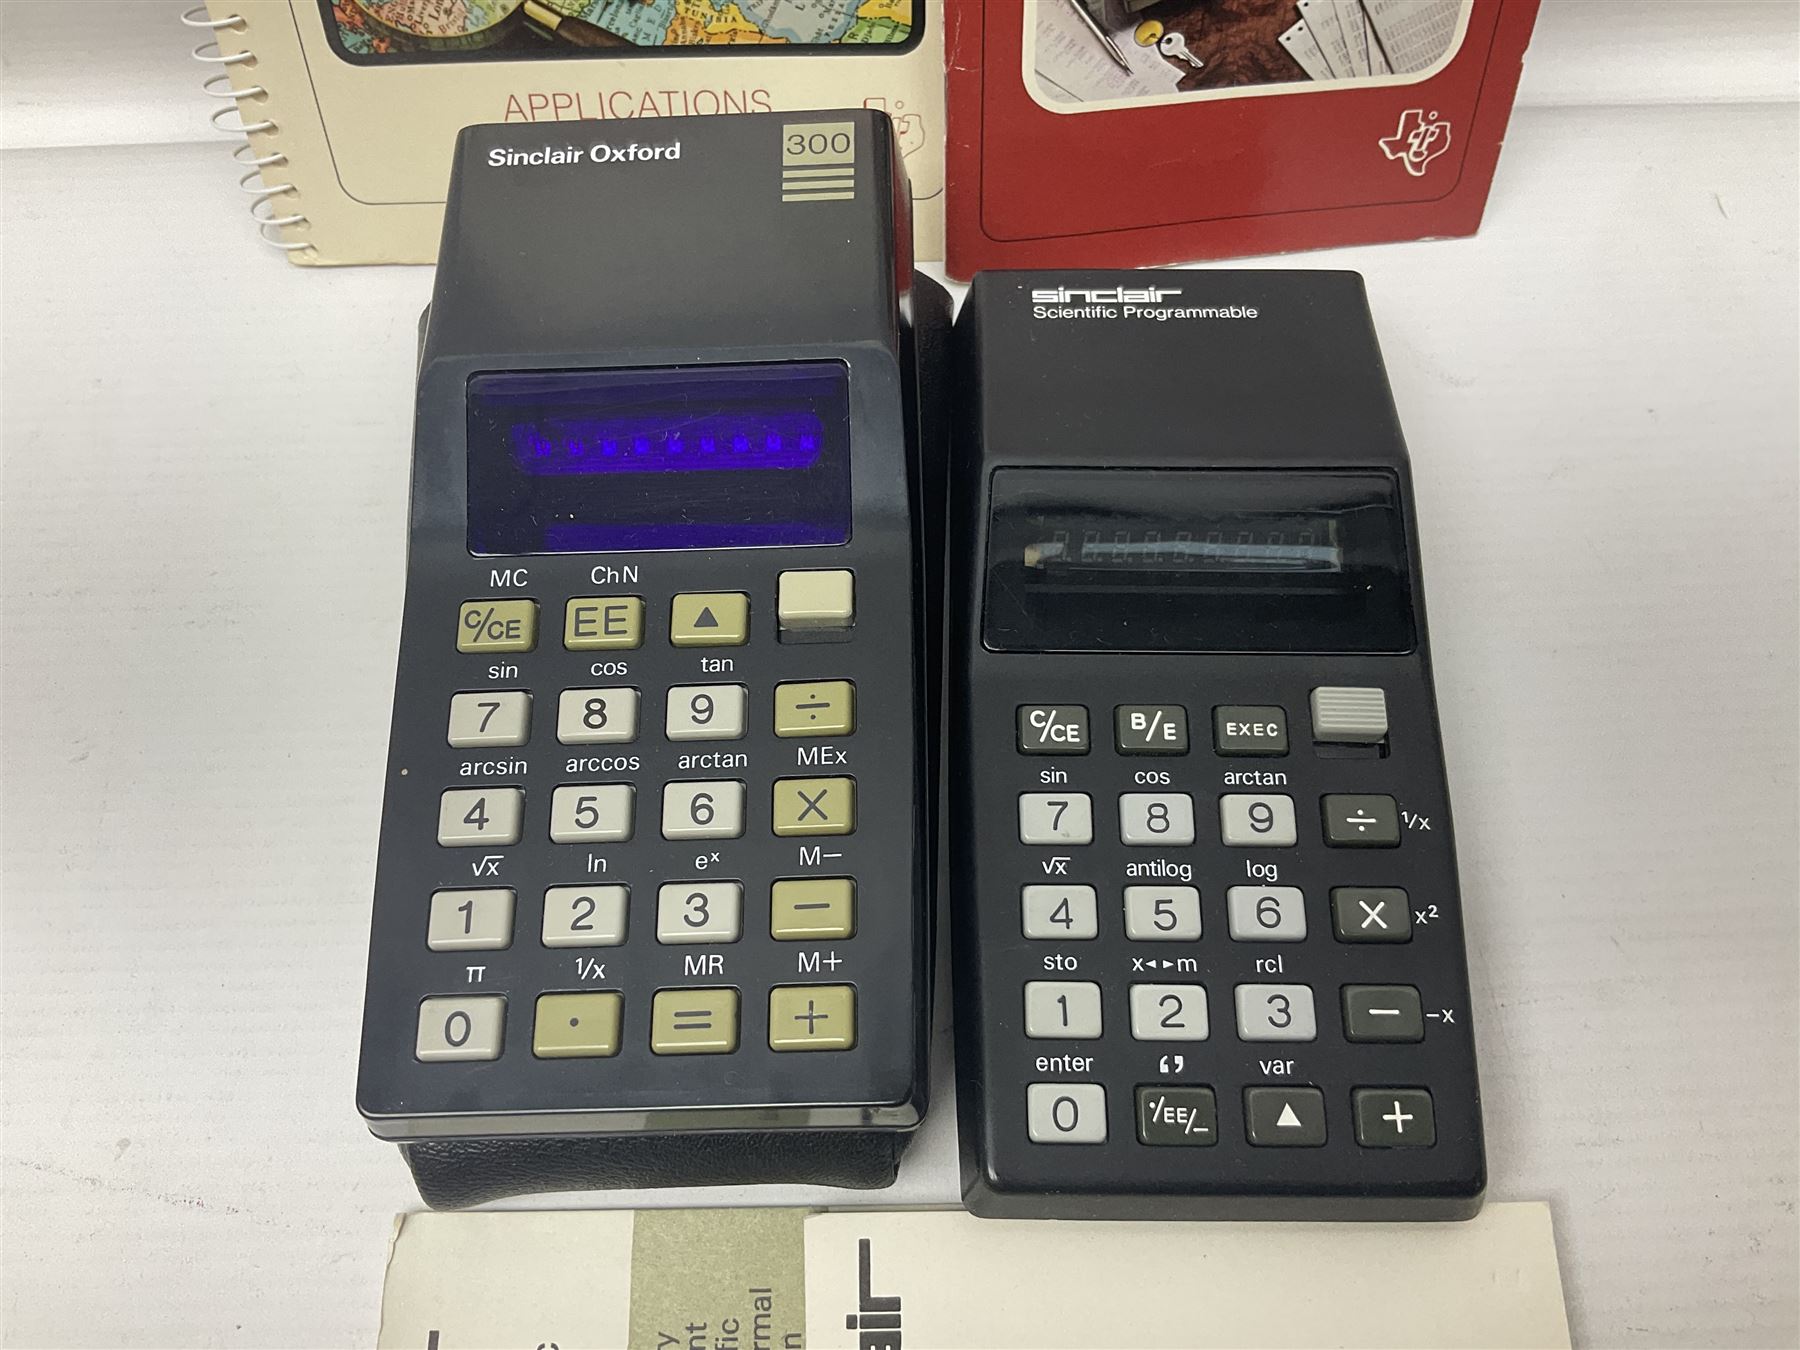 APPLICATIONS
Sinclair Oxford
300
MC ChN
C/CE EE ▲
sin cos tan
7 8 9 ÷
arcsin arccos arctan MEx
4 5 6 ×
√x ln eˣ M−
1 2 3 −
π 1/x MR M+
0 · = +
sinclair
Scientific Programmable
C/CE B/E EXEC
sin cos arctan
7 8 9 ÷ 1/x
√x antilog log
4 5 6 × x²
sto x◄►m rcl
1 2 3 − -x
enter ❛❜ var
0 ·/EE/- ▲ +